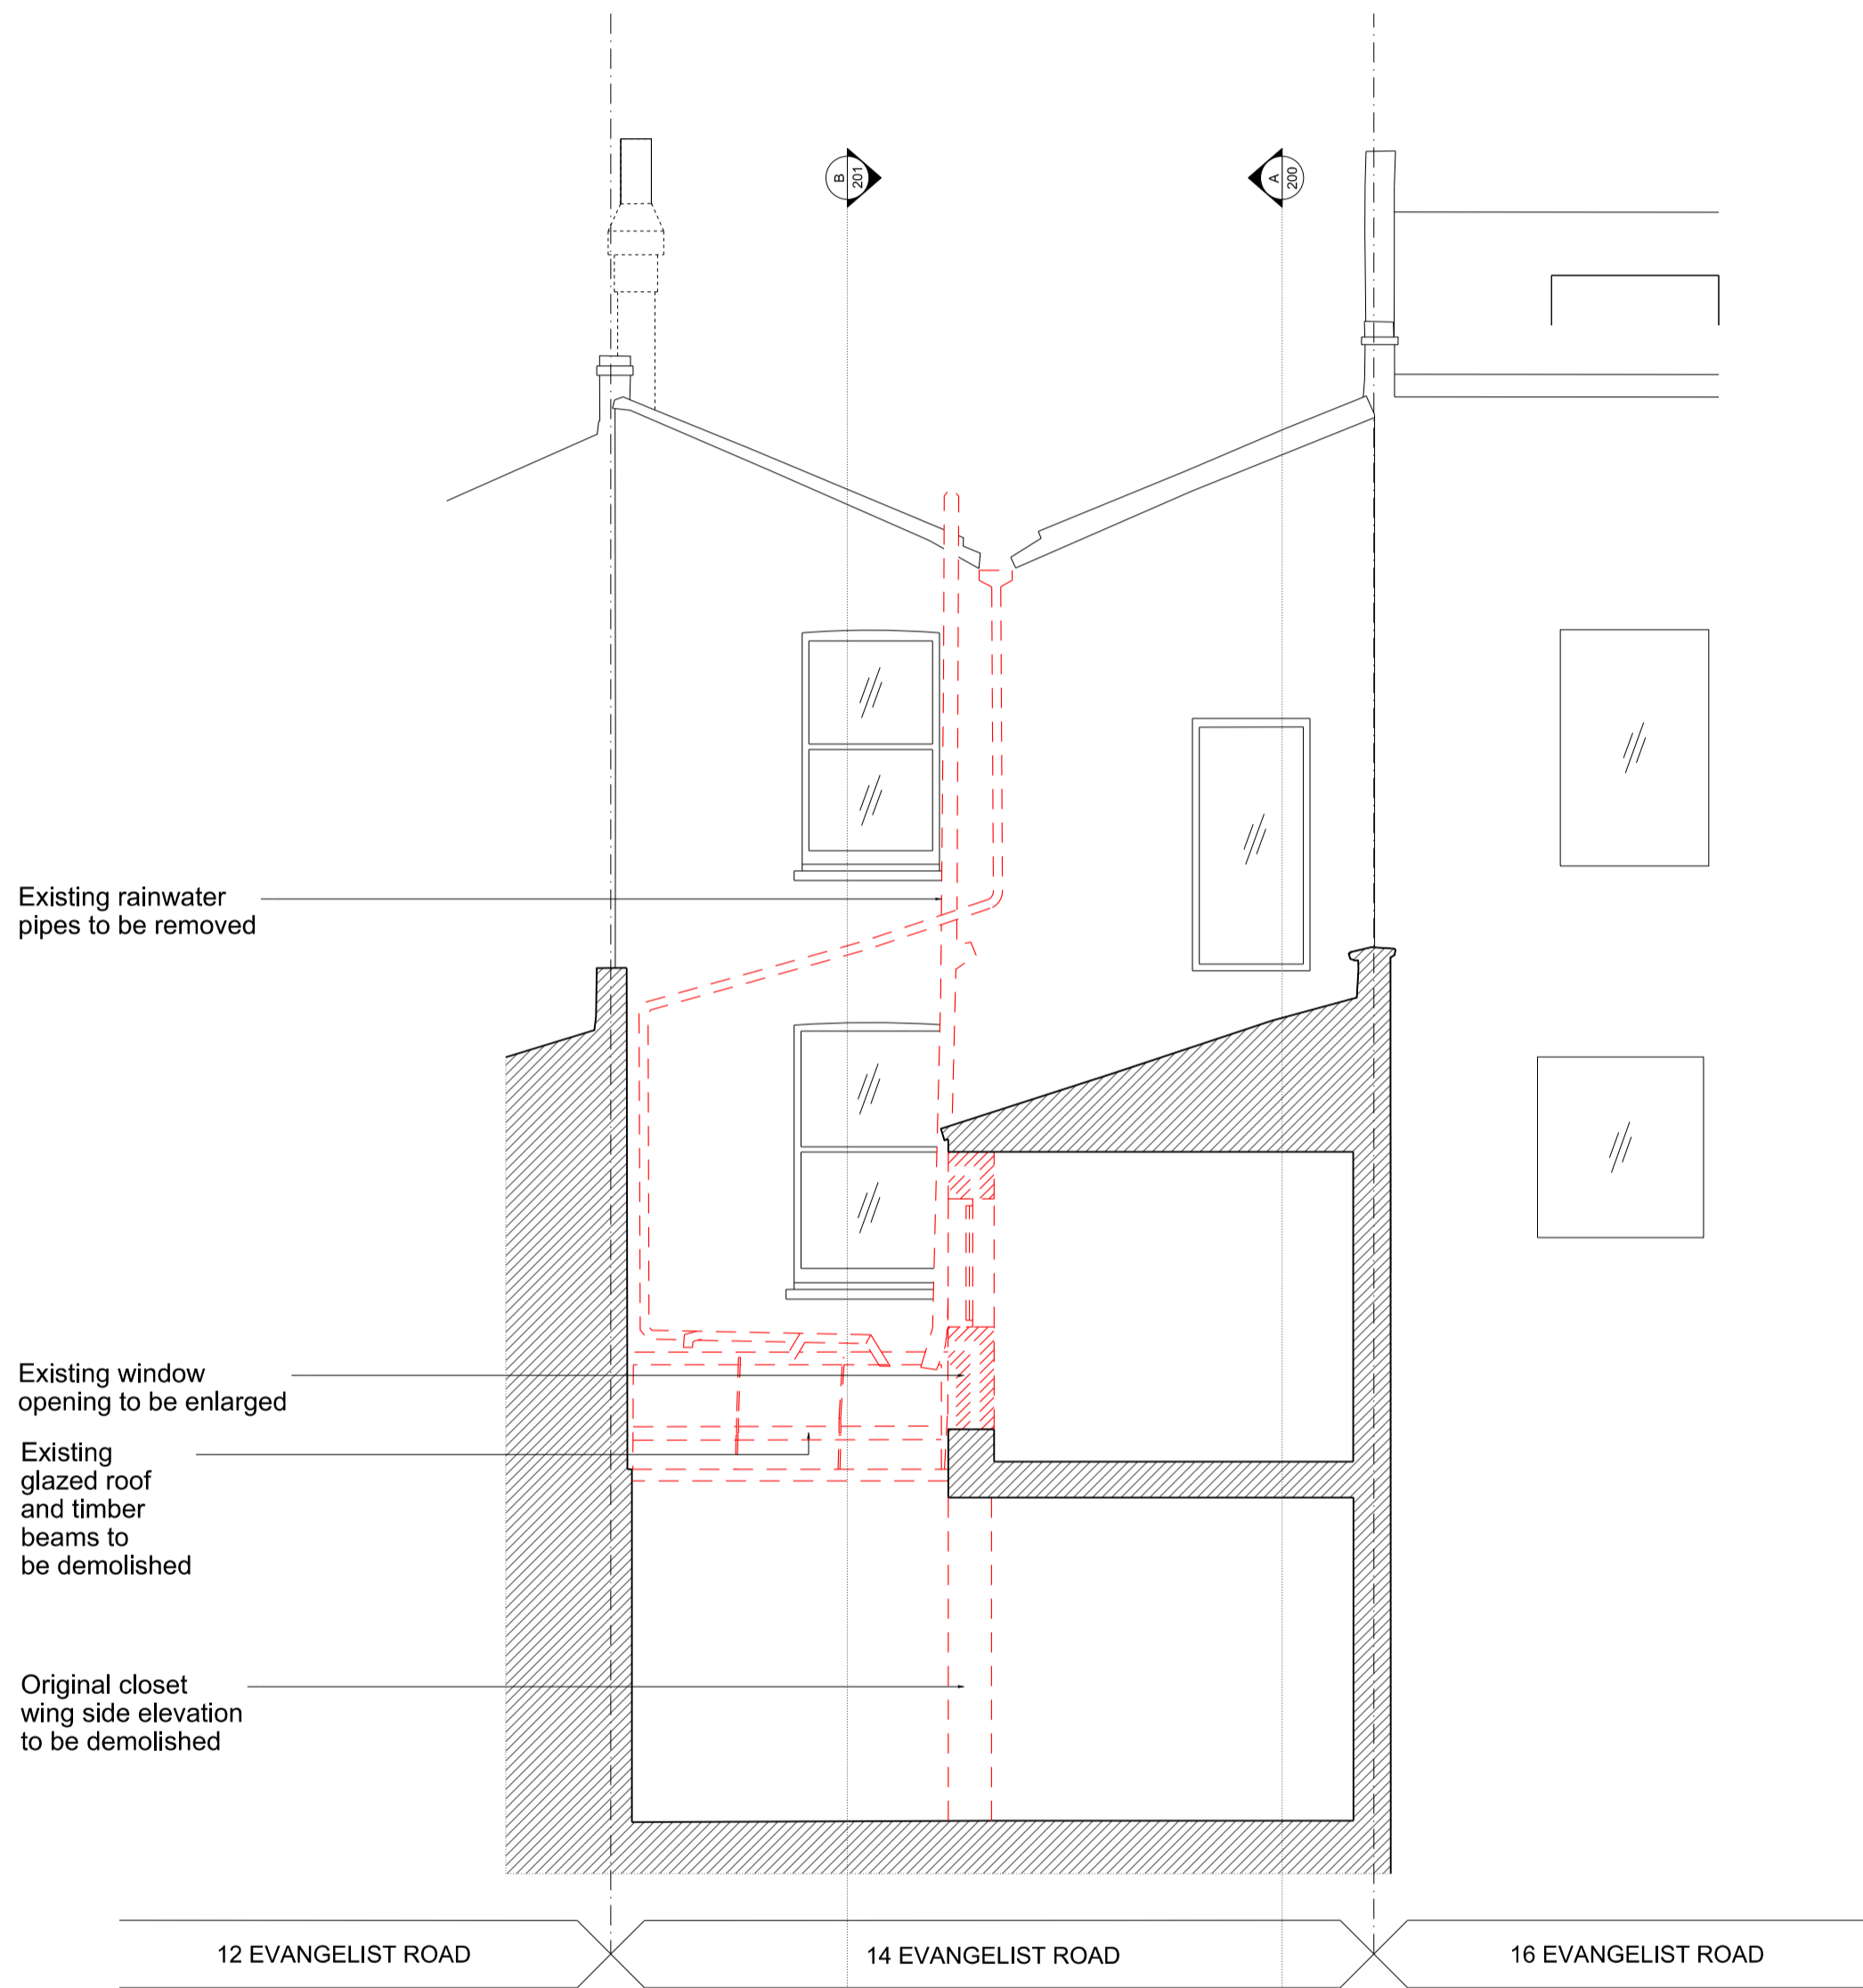 B
201
A
200
Existing rainwater
pipes to be removed
Existing window
opening to be enlarged
Existing
glazed roof
and timber
beams to
be demolished
Original closet
wing side elevation
to be demolished
12 EVANGELIST ROAD
14 EVANGELIST ROAD
16 EVANGELIST ROAD